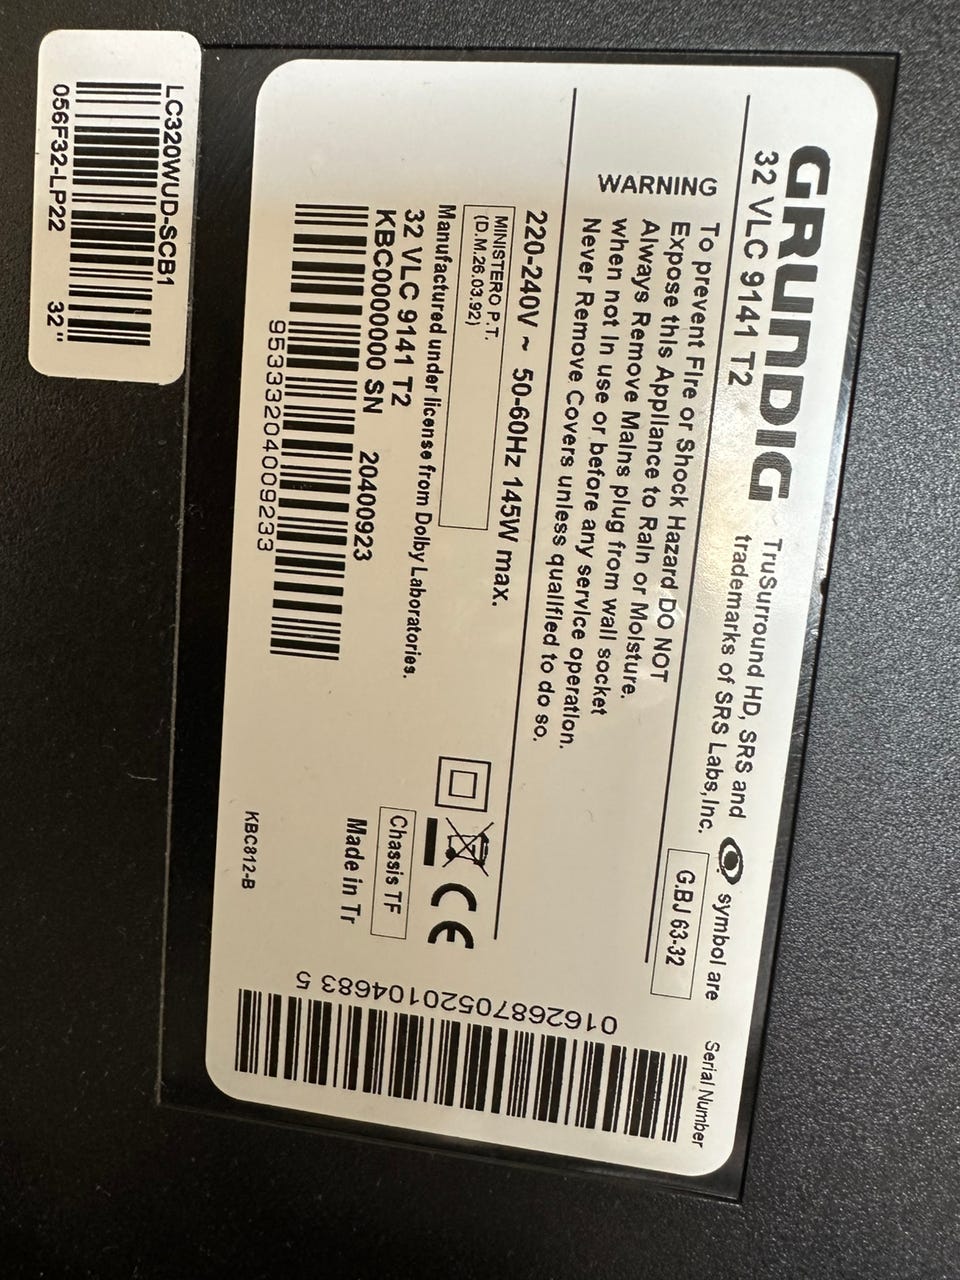 GRUNDIG
32 VLC 9141 T2
TruSurround HD, SRS and symbol are
trademarks of SRS Labs,Inc.
Serial Number
G.BJ 63-32
WARNING
To prevent Fire or Shock Hazard DO NOT
Expose this Appliance to Rain or Moisture.
Always Remove Mains plug from wall socket
when not in use or before any service operation.
Never Remove Covers unless qualified to do so.
220-240V ~ 50-60Hz 145W max.
MINISTERO P.T.
(D.M.26.03.92)
Manufactured under license from Dolby Laboratories.
32 VLC 9141 T2
KBC0000000 SN 20400923
95333204009233
CE
Chassis TF
Made in Tr
KBC812-B
01626870520104683 5
LC320WUD-SCB1
056F32-LP22 32"